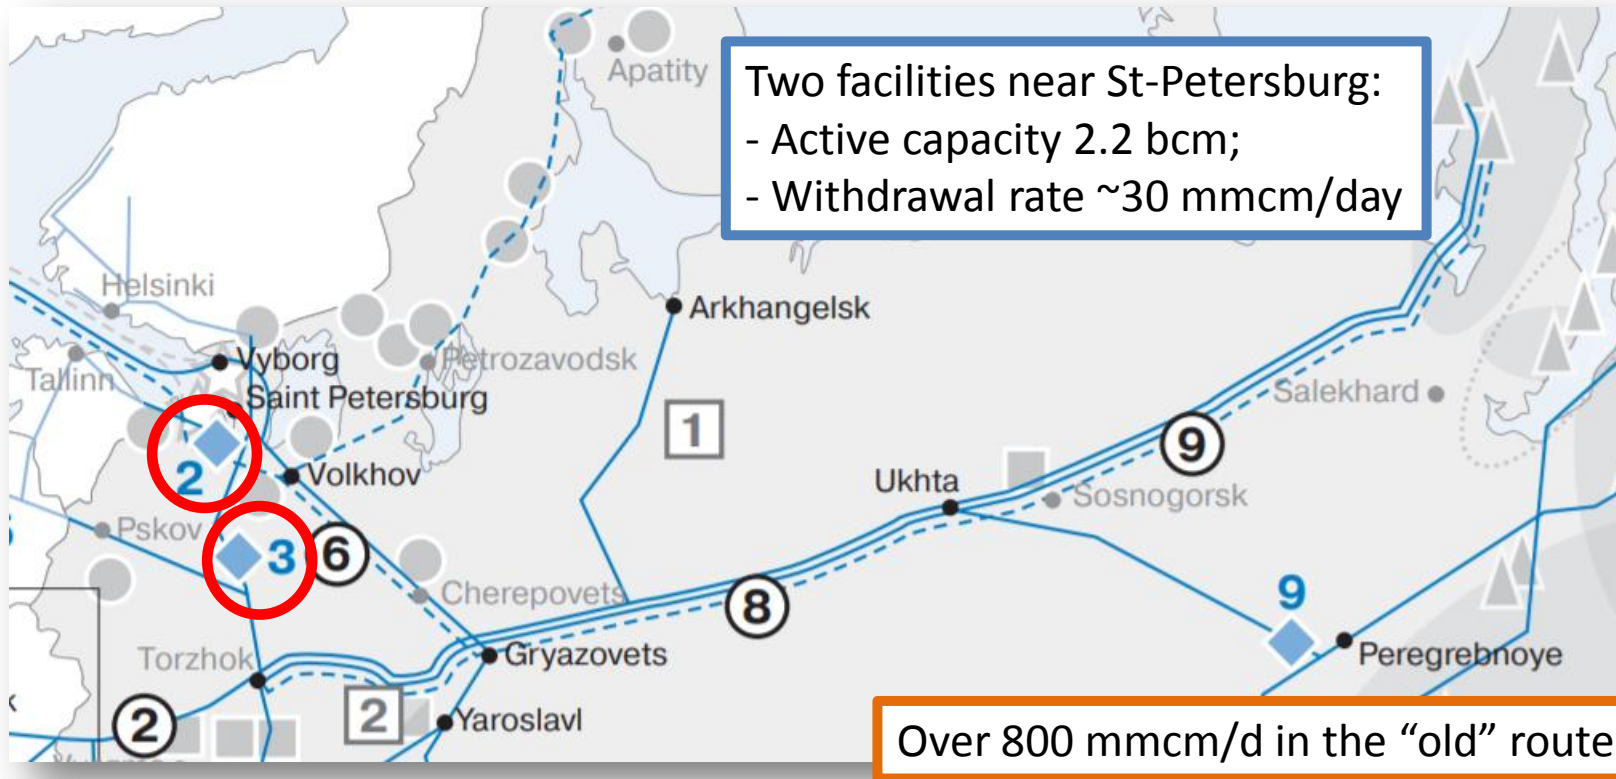 Apatity
Two facilities near St-Petersburg:
- Active capacity 2.2 bcm;
- Withdrawal rate ~30 mmcm/day
Helsinki
Arkhangelsk
Vyborg
Petrozavodsk
Tallinn
Saint Petersburg
Salekhard
1
9
2
Volkhov
Ukhta
Sosnogorsk
Pskov
3
6
Cherepovets
8
9
Torzhok
Gryazovets
Peregrebnoye
2
2
Yaroslavl
Over 800 mmcm/d in the “old” route